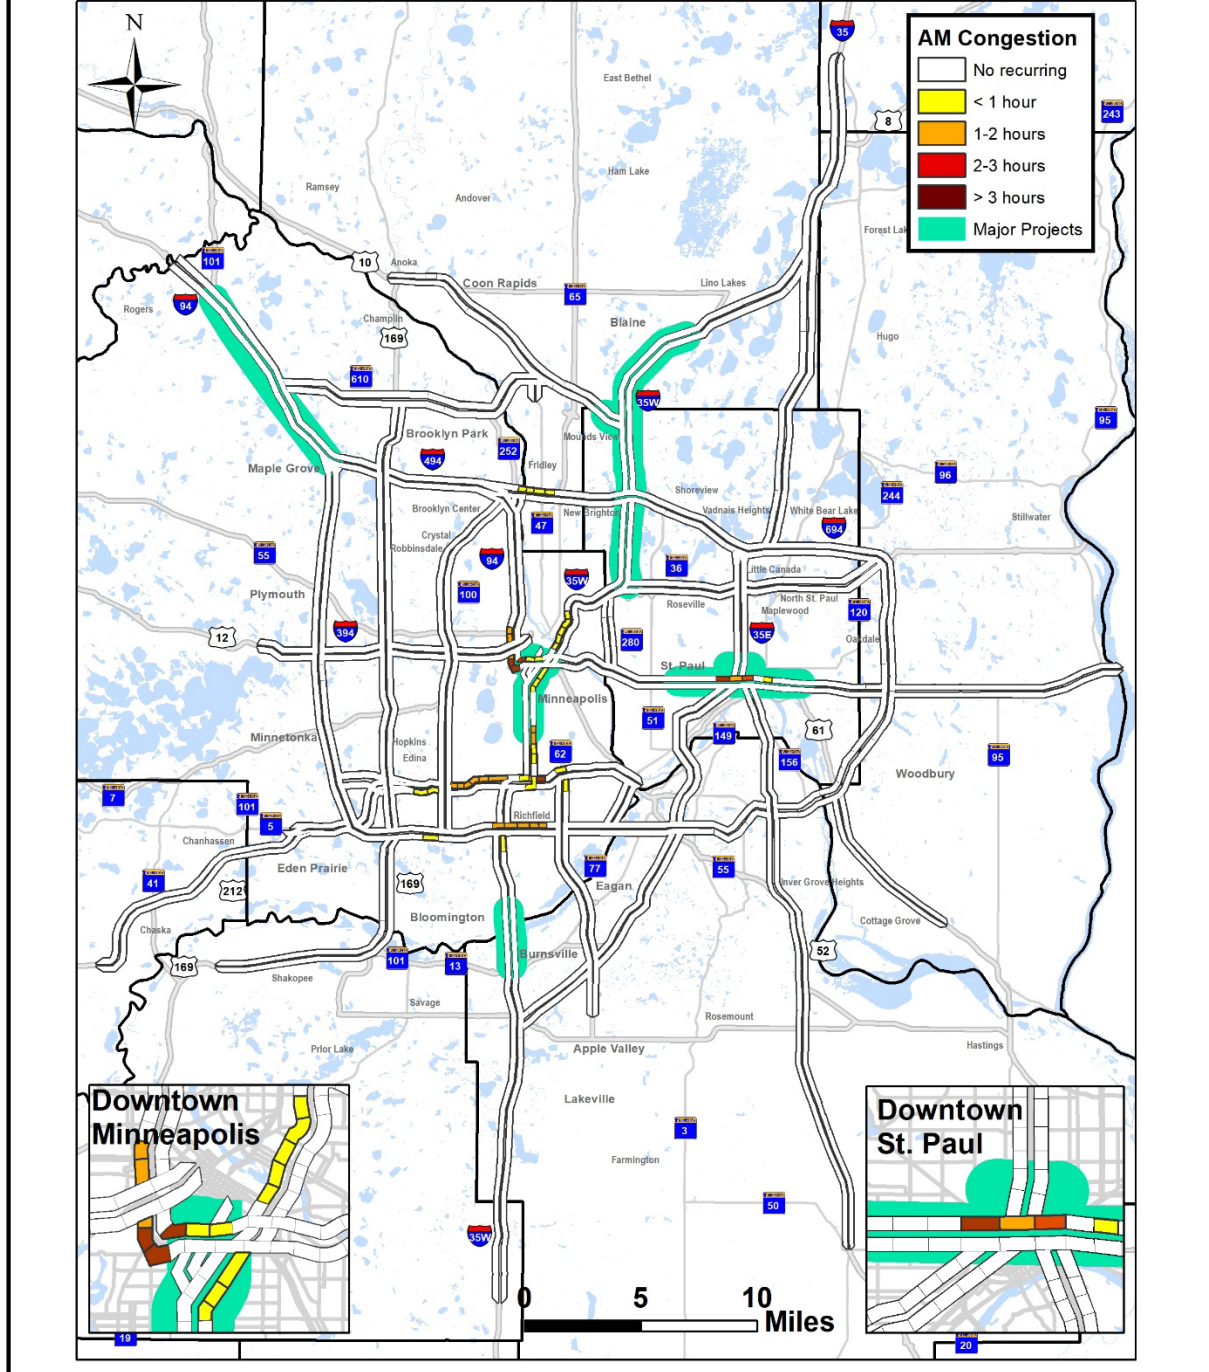 N
AM Congestion
No recurring
< 1 hour
1-2 hours
2-3 hours
> 3 hours
Major Projects
35
8
243
East Bethel
Ham Lake
Ramsey
Andover
Forest Lak
101
10
Anoka
Coon Rapids
65
Lino Lakes
94
Rogers
Champlin
169
Blaine
Hugo
610
35W
95
Brooklyn Park
252
Mounds View
494
Fridley
Maple Grove
96
244
Shoreview
Brooklyn Center
47
New Brighton
Vadnais Heights
White Bear Lake
Stillwater
694
Crystal
Robbinsdale
55
94
36
Little Canada
35W
100
Plymouth
Roseville
North St. Paul
Maplewood
120
12
394
280
35E
Oakdale
St. Paul
Minneapolis
51
149
61
Minnetonka
Hopkins
Edina
62
156
95
Woodbury
7
101
5
Richfield
Chanhassen
Eden Prairie
41
212
169
77
55
Eagan
Inver Grove Heights
Bloomington
Cottage Grove
Chaska
169
101
13
Burnsville
52
Shakopee
Savage
Rosemount
Prior Lake
Apple Valley
Hastings
Downtown
Minneapolis
Lakeville
3
Farmington
Downtown
St. Paul
50
35W
0 5 10
Miles
19
20